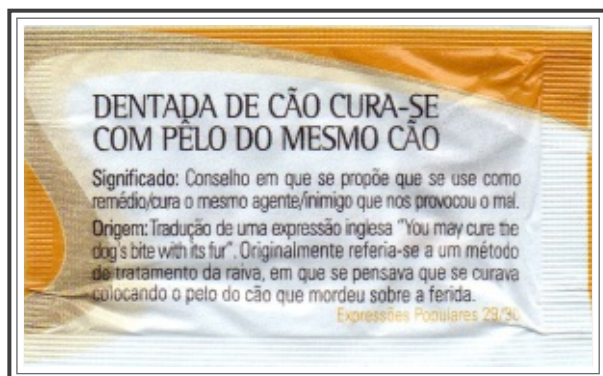 DENTADA DE CÃO CURA-SE
COM PÊLO DO MESMO CÃO
Significado: Conselho em que se propõe que se use como
remédio/cura o mesmo agente/inimigo que nos provocou o mal.
Origem: Tradução de uma expressão inglesa "You may cure the
dog's bite with its fur". Originalmente referia-se a um método
de tratamento da raiva, em que se pensava que se curava
colocando o pelo do cão que mordeu sobre a ferida.
Expressões Populares 29/30